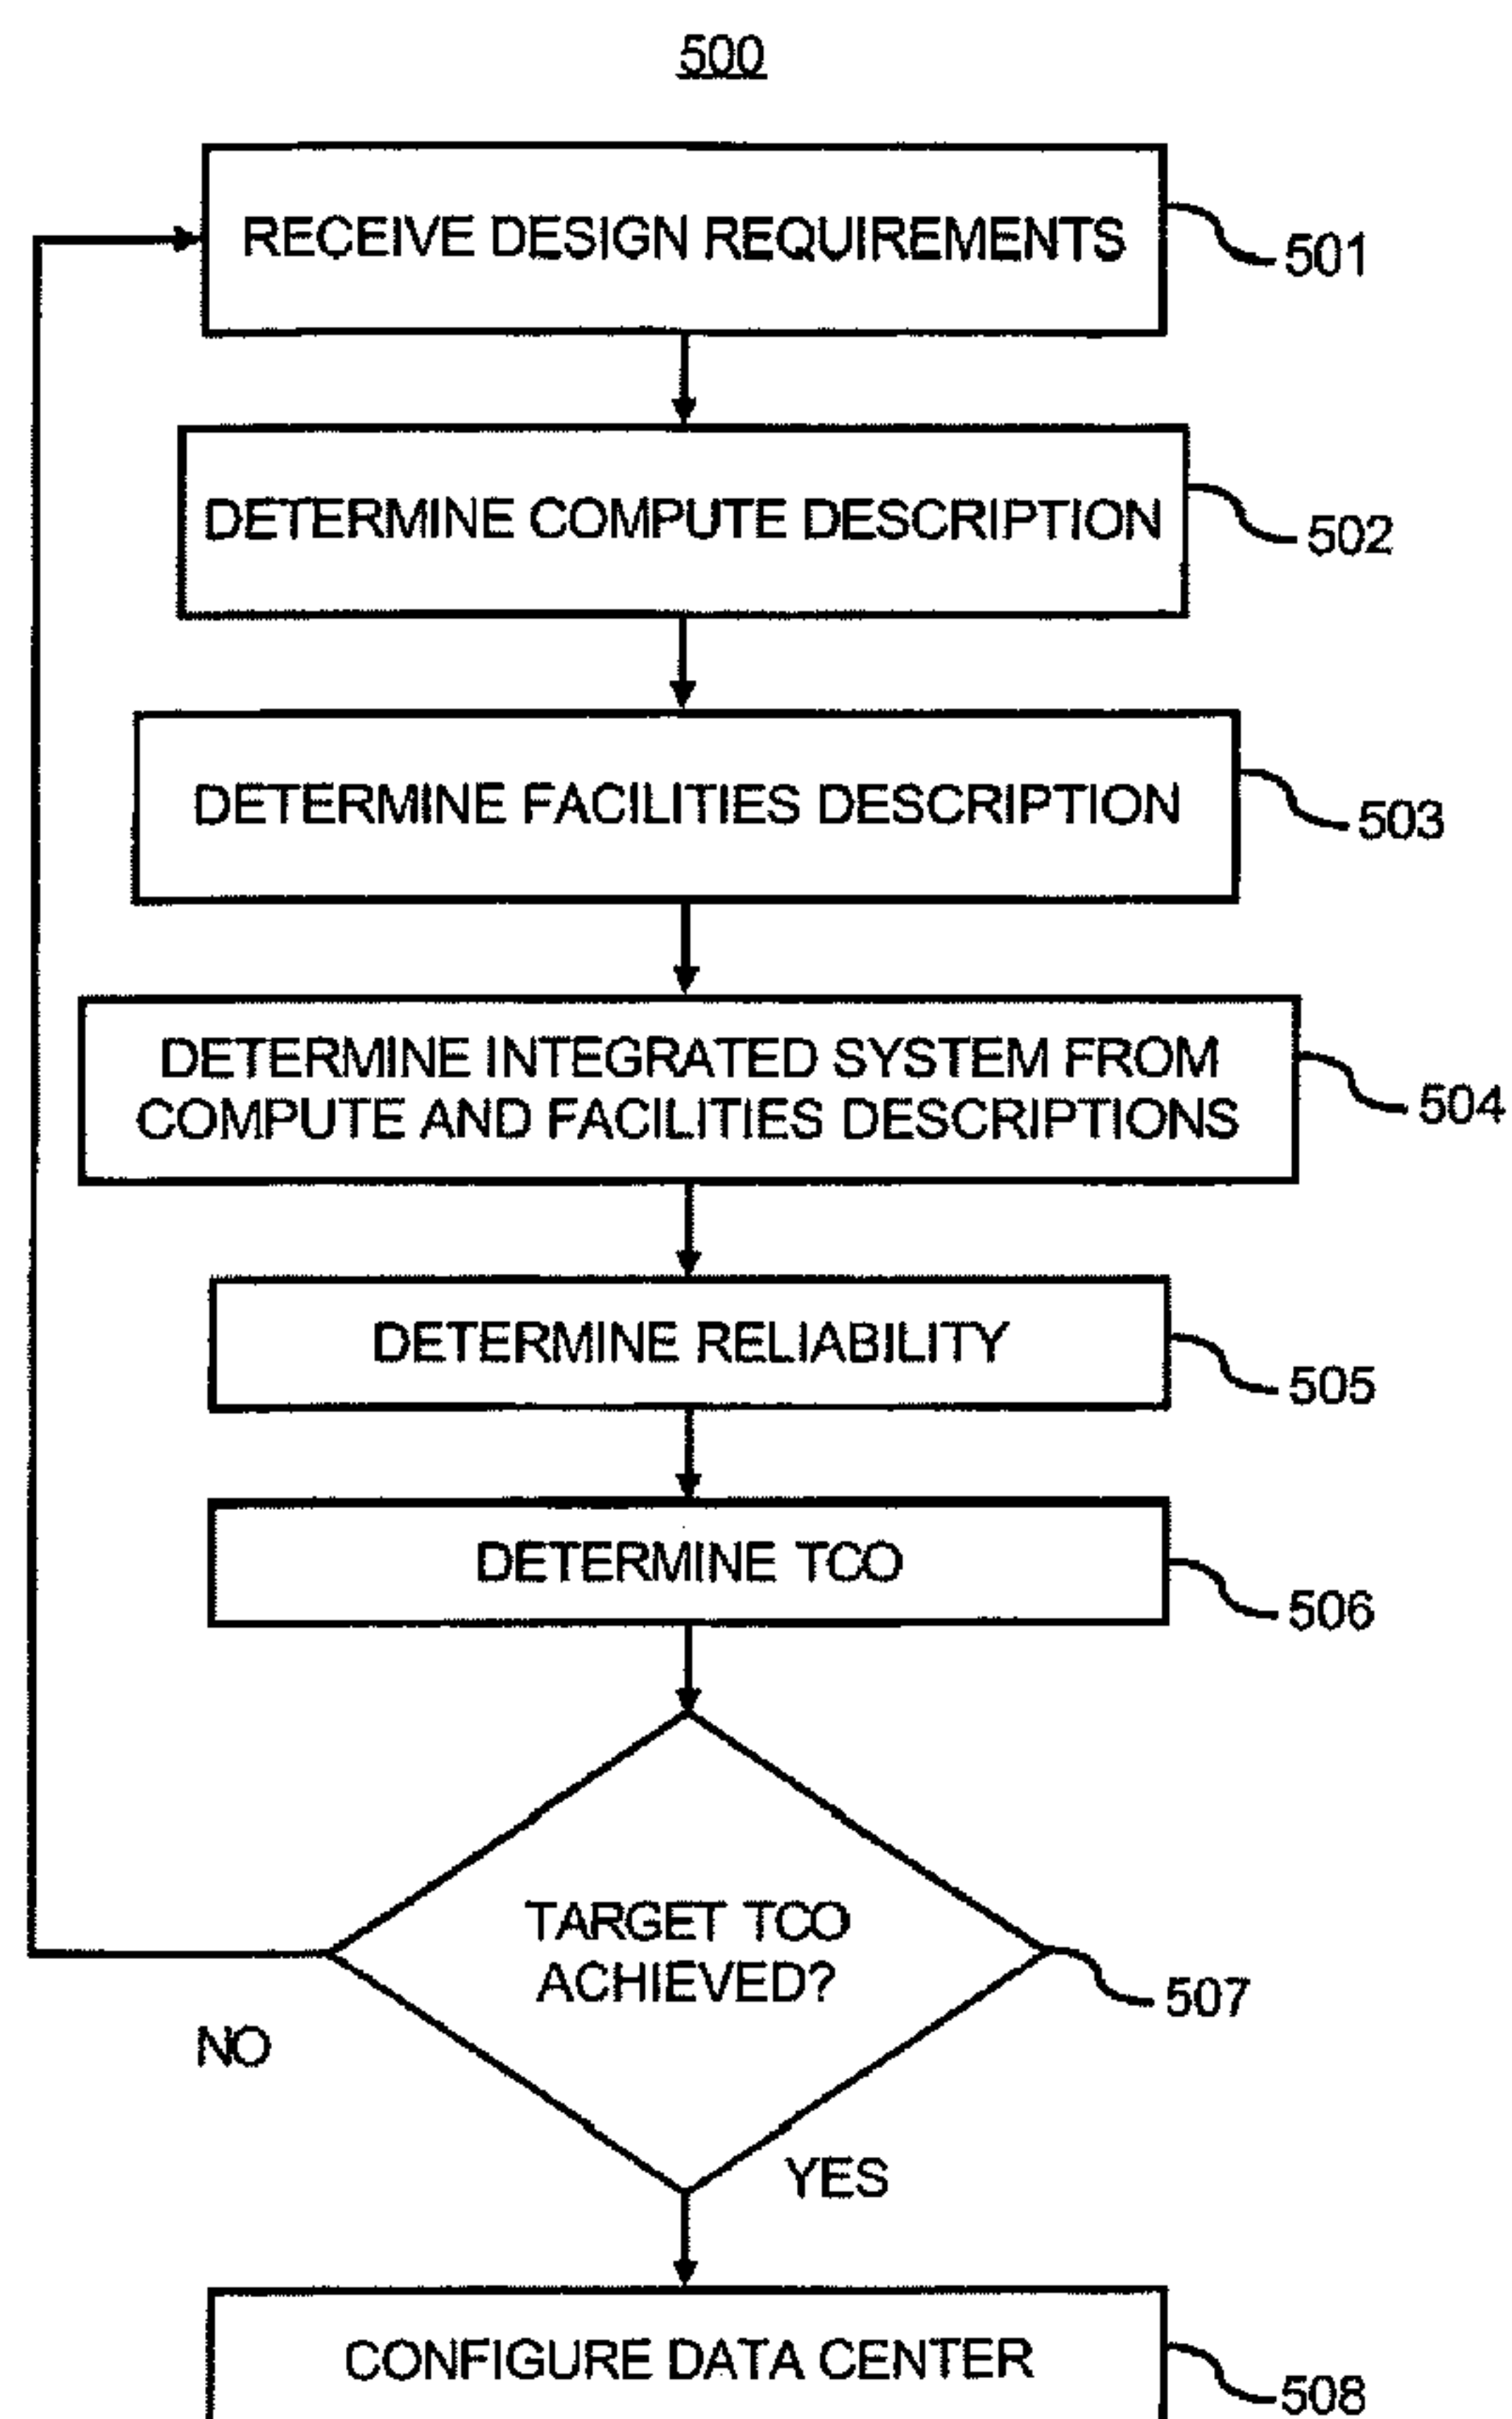 500
RECEIVE DESIGN REQUIREMENTS
501
DETERMINE COMPUTE DESCRIPTION
502
DETERMINE FACILITIES DESCRIPTION
503
DETERMINE INTEGRATED SYSTEM FROM
COMPUTE AND FACILITIES DESCRIPTIONS
504
DETERMINE RELIABILITY
505
DETERMINE TCO
506
TARGET TCO
ACHIEVED?
507
NO
YES
CONFIGURE DATA CENTER
508